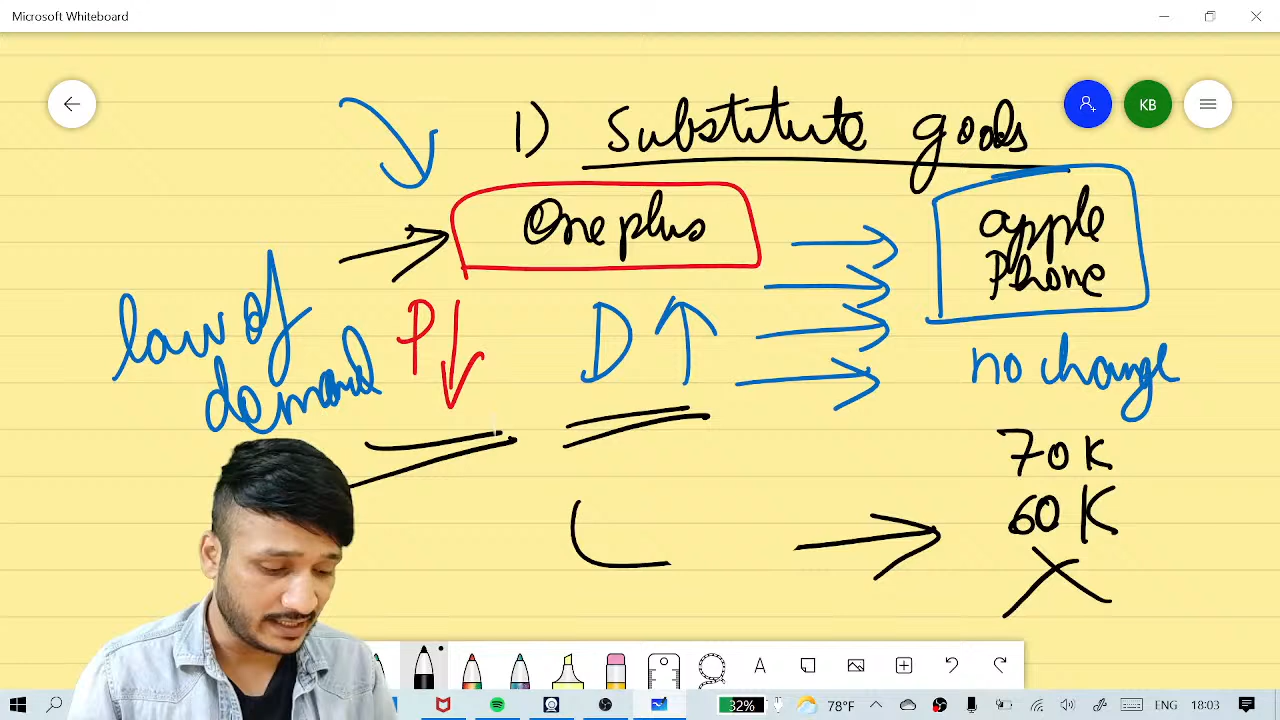 Microsoft Whiteboard
KB
1) Substitute goods
One plus
apple
Phone
law of
demand
P↓
D↑
no change
70 K
60 K
A
32%
78°F
ENG
18:03